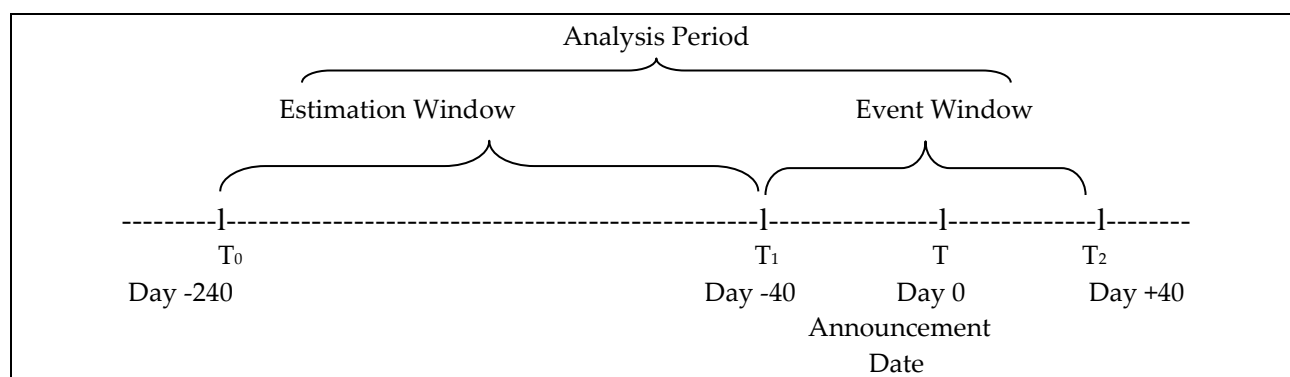 Analysis Period
Estimation Window Event Window
---------l--------------------------------------------------l----------------l--------------l--------
T₀ T₁ T T₂
Day -240 Day -40 Day 0 Day +40
Announcement
Date